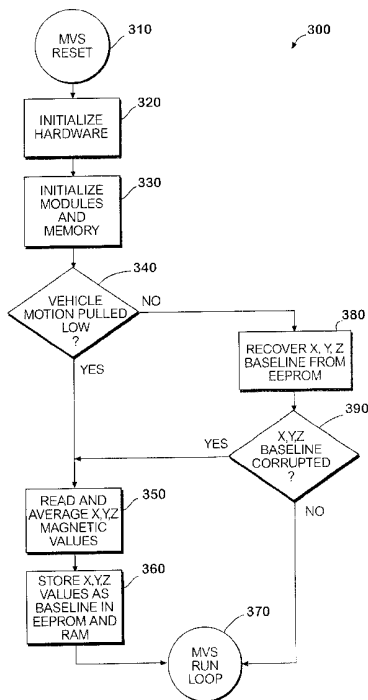 310
300
MVS
RESET
320
INITIALIZE
HARDWARE
330
INITIALIZE
MODULES
AND
MEMORY
340
VEHICLE
MOTION PULLED
LOW
?
NO
YES
380
RECOVER X, Y, Z
BASELINE FROM
EEPROM
390
X,Y,Z
BASELINE
CORRUPTED
?
YES
NO
350
READ AND
AVERAGE X,Y,Z
MAGNETIC
VALUES
360
STORE X,Y,Z
VALUES AS
BASELINE IN
EEPROM AND
RAM
370
MVS
RUN
LOOP